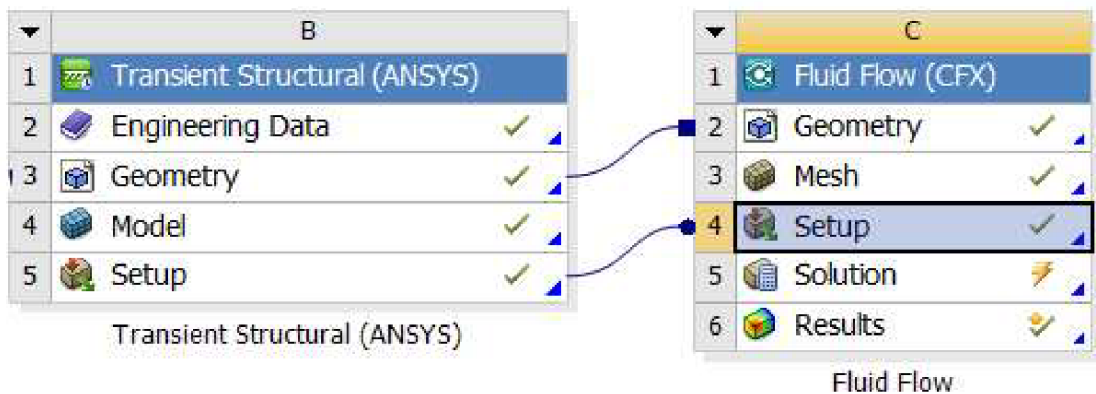 B
1 Transient Structural (ANSYS)
2 Engineering Data
3 Geometry
4 Model
5 Setup
Transient Structural (ANSYS)
C
1 Fluid Flow (CFX)
2 Geometry
3 Mesh
4 Setup
5 Solution
6 Results
Fluid Flow